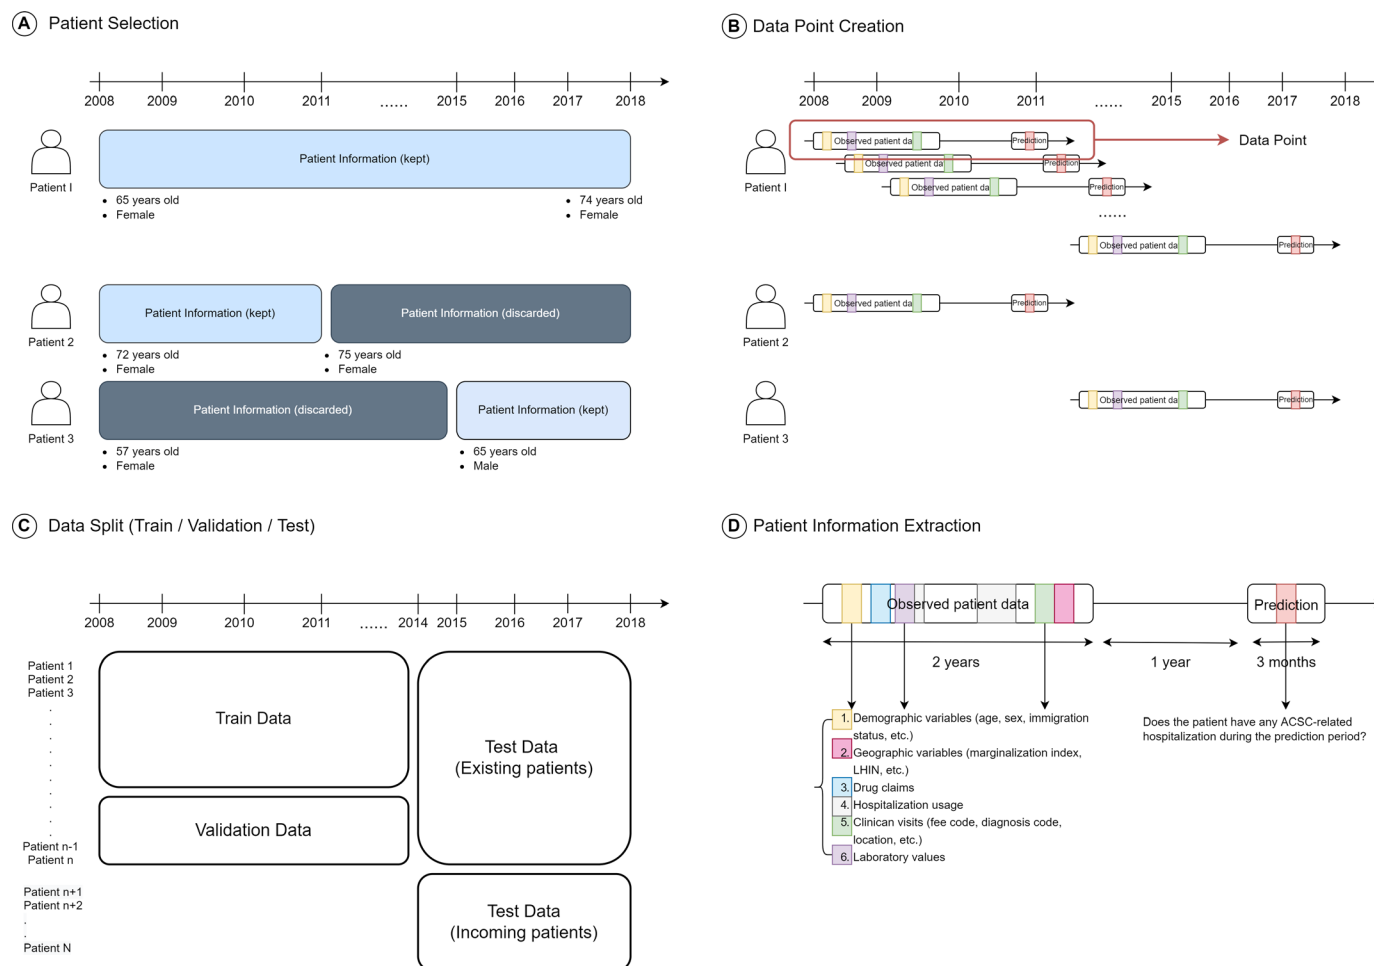 A Patient Selection
2008 2009 2010 2011 ...... 2015 2016 2017 2018
Patient I
Patient Information (kept)
• 65 years old
• Female
• 74 years old
• Female
Patient 2
Patient Information (kept)
Patient Information (discarded)
• 72 years old
• Female
• 75 years old
• Female
Patient 3
Patient Information (discarded)
Patient Information (kept)
• 57 years old
• Female
• 65 years old
• Male
B Data Point Creation
2008 2009 2010 2011 ...... 2015 2016 2017 2018
Patient I
Observed patient da
Prediction
Data Point
Observed patient dat
Prediction
Observed patient da
Prediction
......
Observed patient da
Prediction
Patient 2
Observed patient da
Prediction
Patient 3
Observed patient da
Prediction
C Data Split (Train / Validation / Test)
2008 2009 2010 2011 ...... 2014 2015 2016 2017 2018
Patient 1
Patient 2
Patient 3
Patient n-1
Patient n
Train Data
Validation Data
Test Data
(Existing patients)
Patient n+1
Patient n+2
Patient N
Test Data
(Incoming patients)
D Patient Information Extraction
Observed patient data
Prediction
2 years
1 year
3 months
1. Demographic variables (age, sex, immigration
status, etc.)
2. Geographic variables (marginalization index,
LHIN, etc.)
3. Drug claims
4. Hospitalization usage
5. Clinican visits (fee code, diagnosis code,
location, etc.)
6. Laboratory values
Does the patient have any ACSC-related
hospitalization during the prediction period?